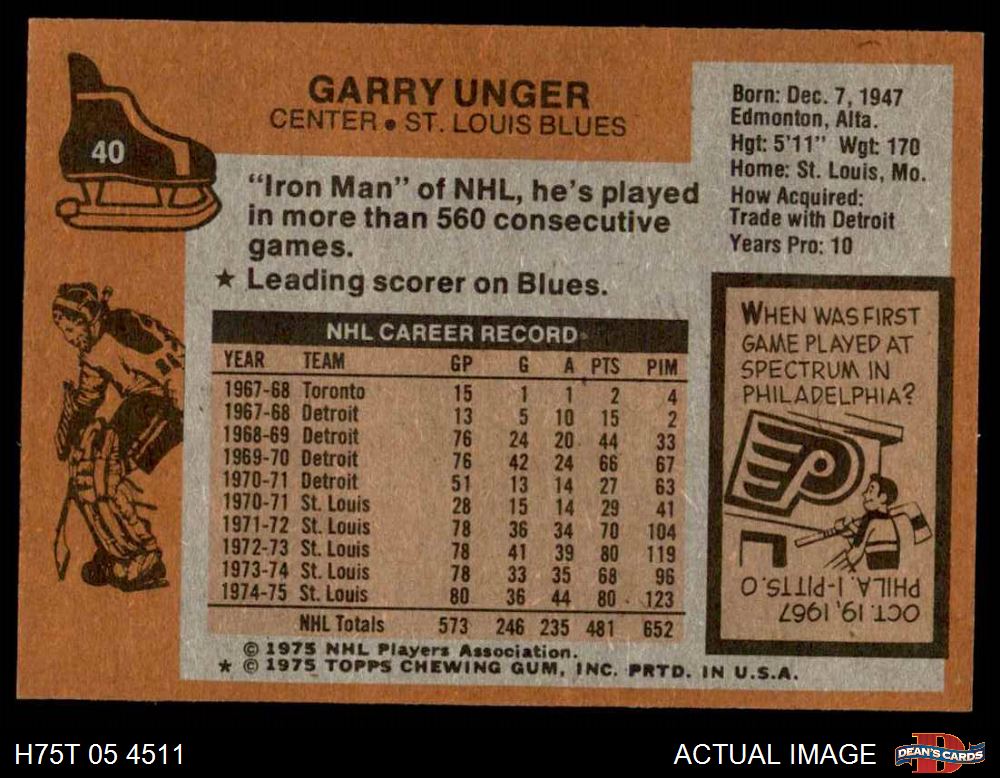 GARRY UNGER
CENTER • ST. LOUIS BLUES
40
"Iron Man" of NHL, he's played
in more than 560 consecutive
games.
★ Leading scorer on Blues.
Born: Dec. 7, 1947
Edmonton, Alta.
Hgt: 5'11" Wgt: 170
Home: St. Louis, Mo.
How Acquired:
Trade with Detroit
Years Pro: 10
NHL CAREER RECORD
YEAR TEAM GP G A PTS PIM
1967-68 Toronto 15 1 1 2 4
1967-68 Detroit 13 5 10 15 2
1968-69 Detroit 76 24 20 44 33
1969-70 Detroit 76 42 24 66 67
1970-71 Detroit 51 13 14 27 63
1970-71 St. Louis 28 15 14 29 41
1971-72 St. Louis 78 36 34 70 104
1972-73 St. Louis 78 41 39 80 119
1973-74 St. Louis 78 33 35 68 96
1974-75 St. Louis 80 36 44 80 123
NHL Totals 573 246 235 481 652
© 1975 NHL Players Association.
★ © 1975 TOPPS CHEWING GUM, INC. PRTD. IN U.S.A.
WHEN WAS FIRST
GAME PLAYED AT
SPECTRUM IN
PHILADELPHIA?
OCT. 19, 1967
PHILA. 1-PITTS. 0
H75T 05 4511
ACTUAL IMAGE
D
DEAN'S CARDS